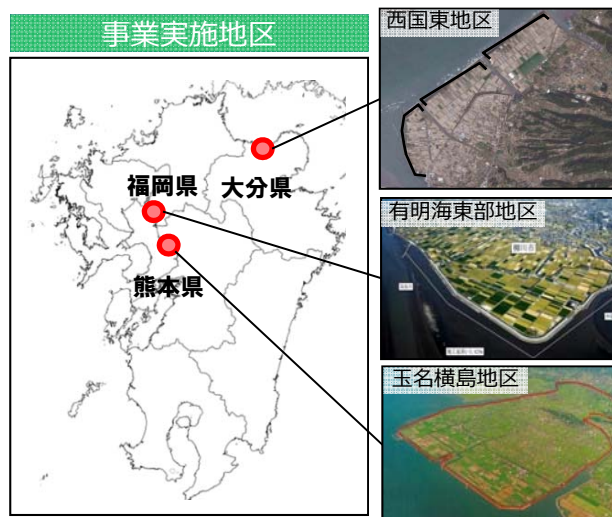 事業実施地区
西国東地区
福岡県
大分県
有明海東部地区
熊本県
玉名横島地区